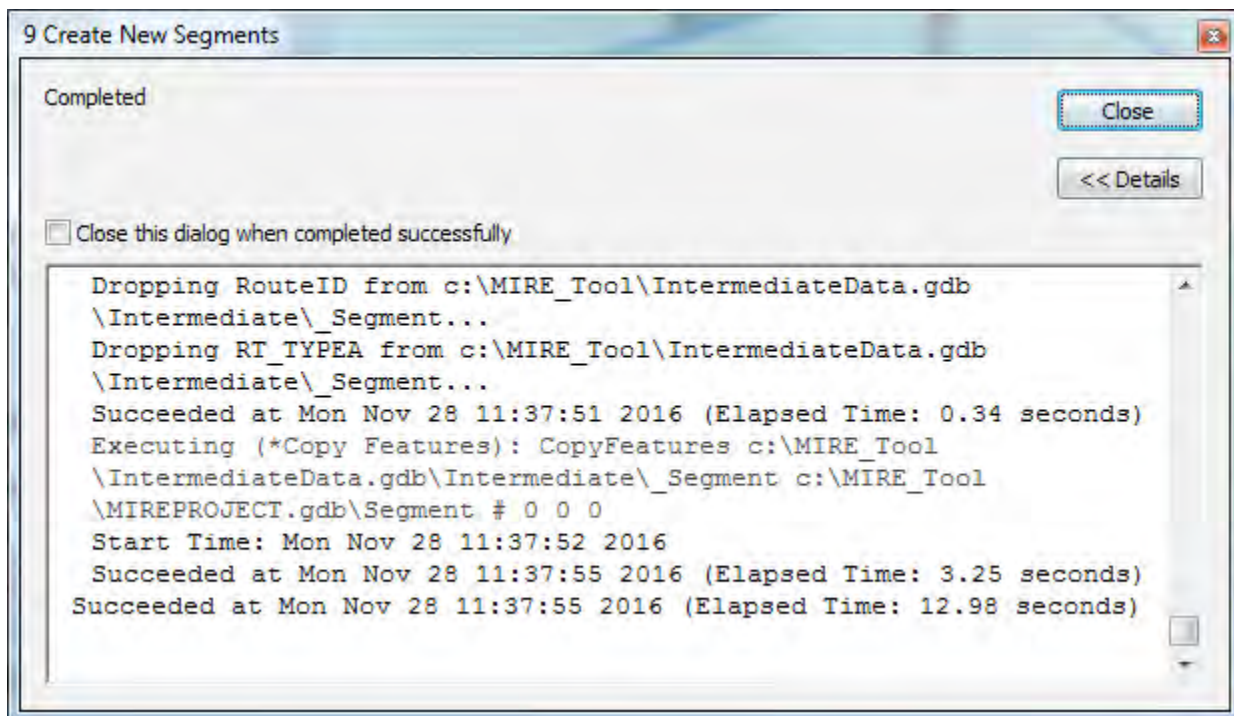 9 Create New Segments
Completed
Close
<< Details
Close this dialog when completed successfully
Dropping RouteID from c:\MIRE_Tool\IntermediateData.gdb
\Intermediate\_Segment...
Dropping RT_TYPEA from c:\MIRE_Tool\IntermediateData.gdb
\Intermediate\_Segment...
Succeeded at Mon Nov 28 11:37:51 2016 (Elapsed Time: 0.34 seconds)
Executing (*Copy Features): CopyFeatures c:\MIRE_Tool
\IntermediateData.gdb\Intermediate\_Segment c:\MIRE_Tool
\MIREPROJECT.gdb\Segment # 0 0 0
Start Time: Mon Nov 28 11:37:52 2016
Succeeded at Mon Nov 28 11:37:55 2016 (Elapsed Time: 3.25 seconds)
Succeeded at Mon Nov 28 11:37:55 2016 (Elapsed Time: 12.98 seconds)